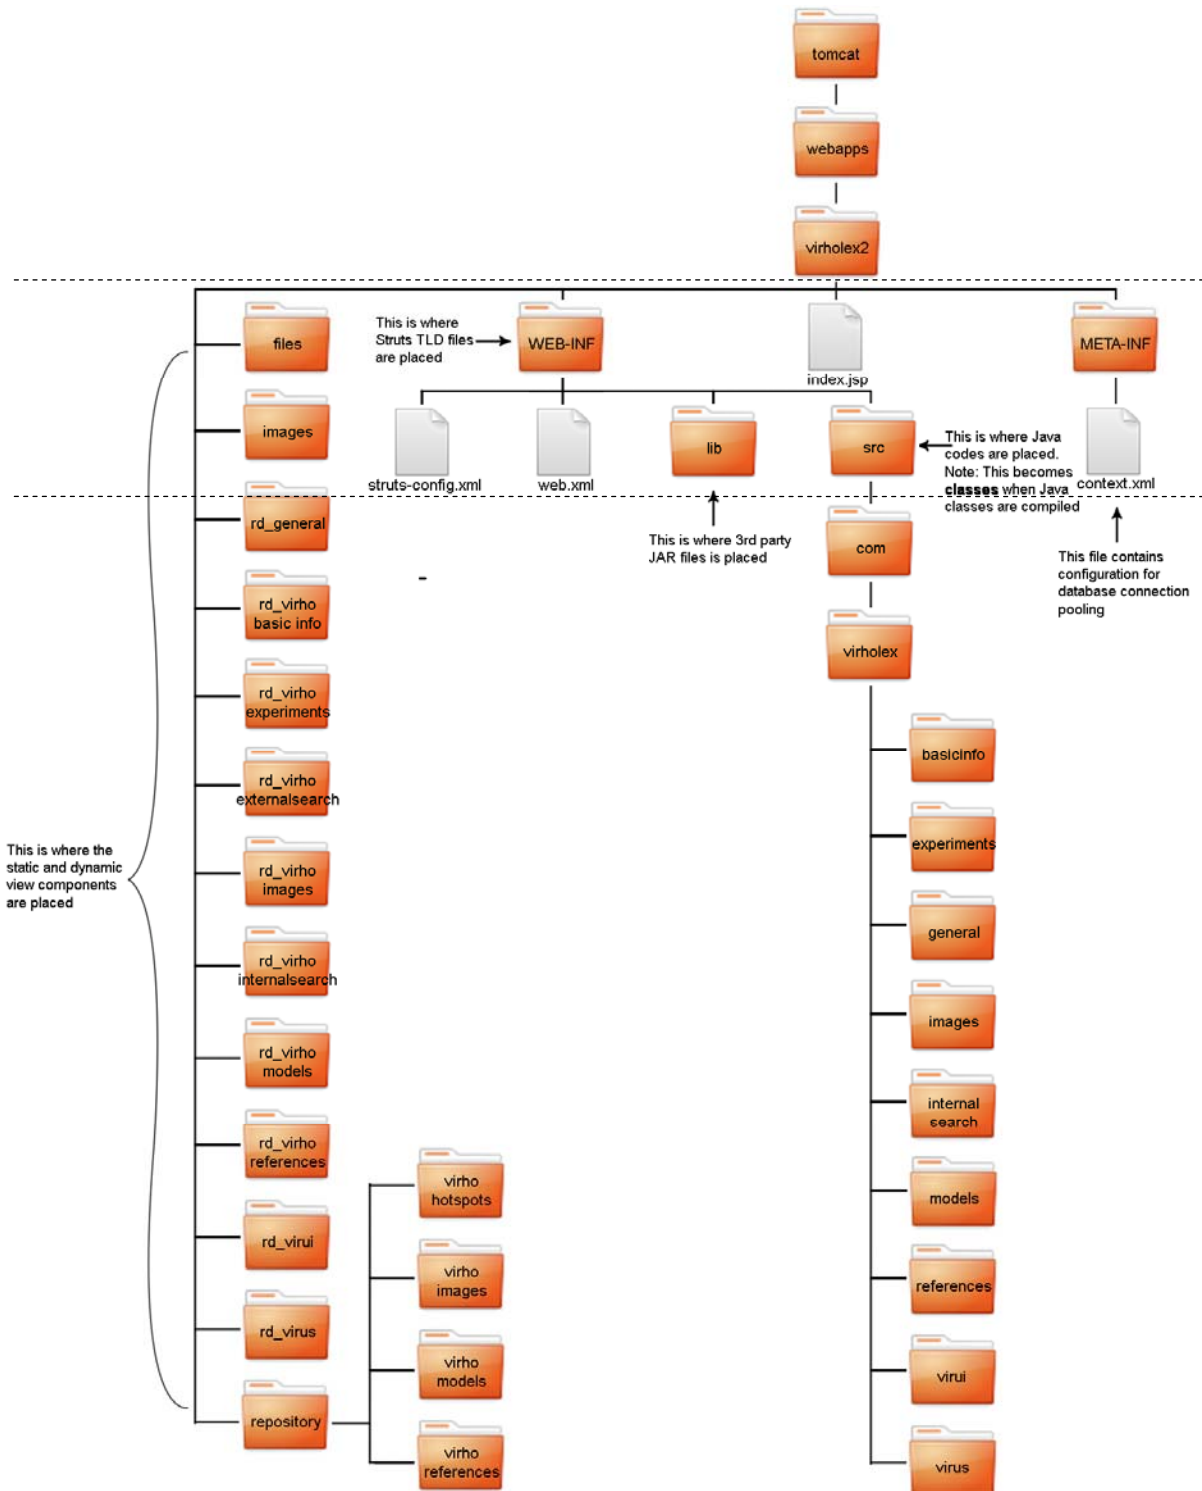 tomcat
webapps
virholex2
files
This is where
Struts TLD files
are placed
WEB-INF
index.jsp
META-INF
images
struts-config.xml
web.xml
lib
src
This is where Java
codes are placed.
Note: This becomes
classes when Java
classes are compiled
context.xml
rd_general
This is where 3rd party
JAR files is placed
com
This file contains
configuration for
database connection
pooling
rd_virho
basic info
virholex
rd_virho
experiments
basicinfo
rd_virho
externalsearch
experiments
This is where the
static and dynamic
view components
are placed
rd_virho
images
general
rd_virho
internalsearch
images
rd_virho
models
internal
search
rd_virho
references
virho
hotspots
models
rd_virui
virho
images
references
rd_virus
virho
models
virui
repository
virho
references
virus